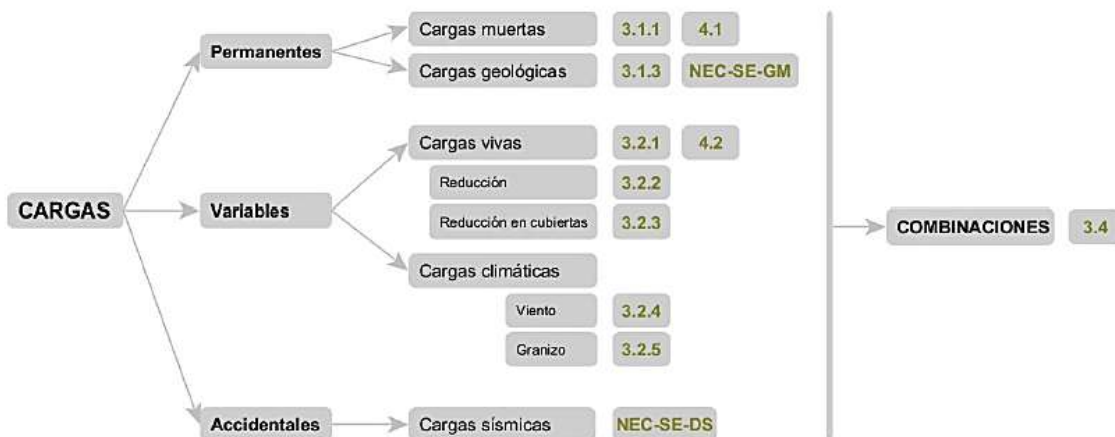 Cargas muertas 3.1.1 4.1
Permanentes
Cargas geológicas 3.1.3 NEC-SE-GM
Cargas vivas 3.2.1 4.2
Reducción 3.2.2
CARGAS Variables Reducción en cubiertas 3.2.3 COMBINACIONES 3.4
Cargas climáticas
Viento 3.2.4
Granizo 3.2.5
Accidentales Cargas sísmicas NEC-SE-DS